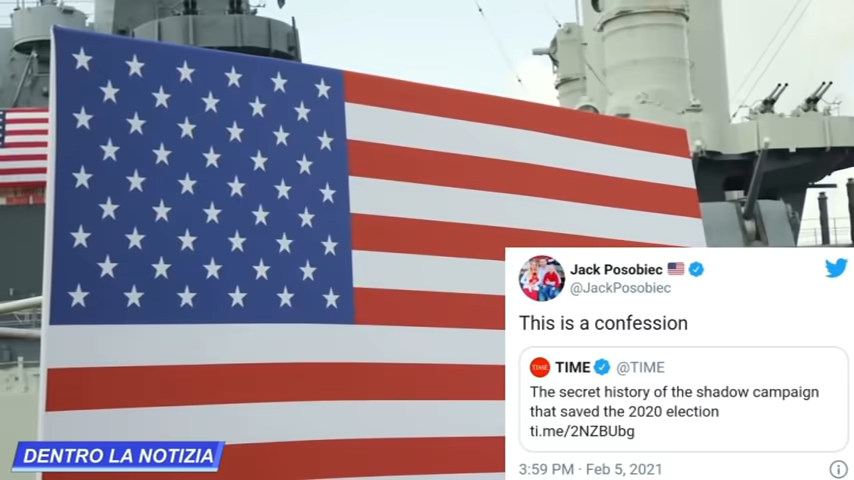 Jack Posobiec
@JackPosobiec
This is a confession
TIME
TIME @TIME
The secret history of the shadow campaign
that saved the 2020 election
ti.me/2NZBUbg
3:59 PM · Feb 5, 2021
DENTRO LA NOTIZIA